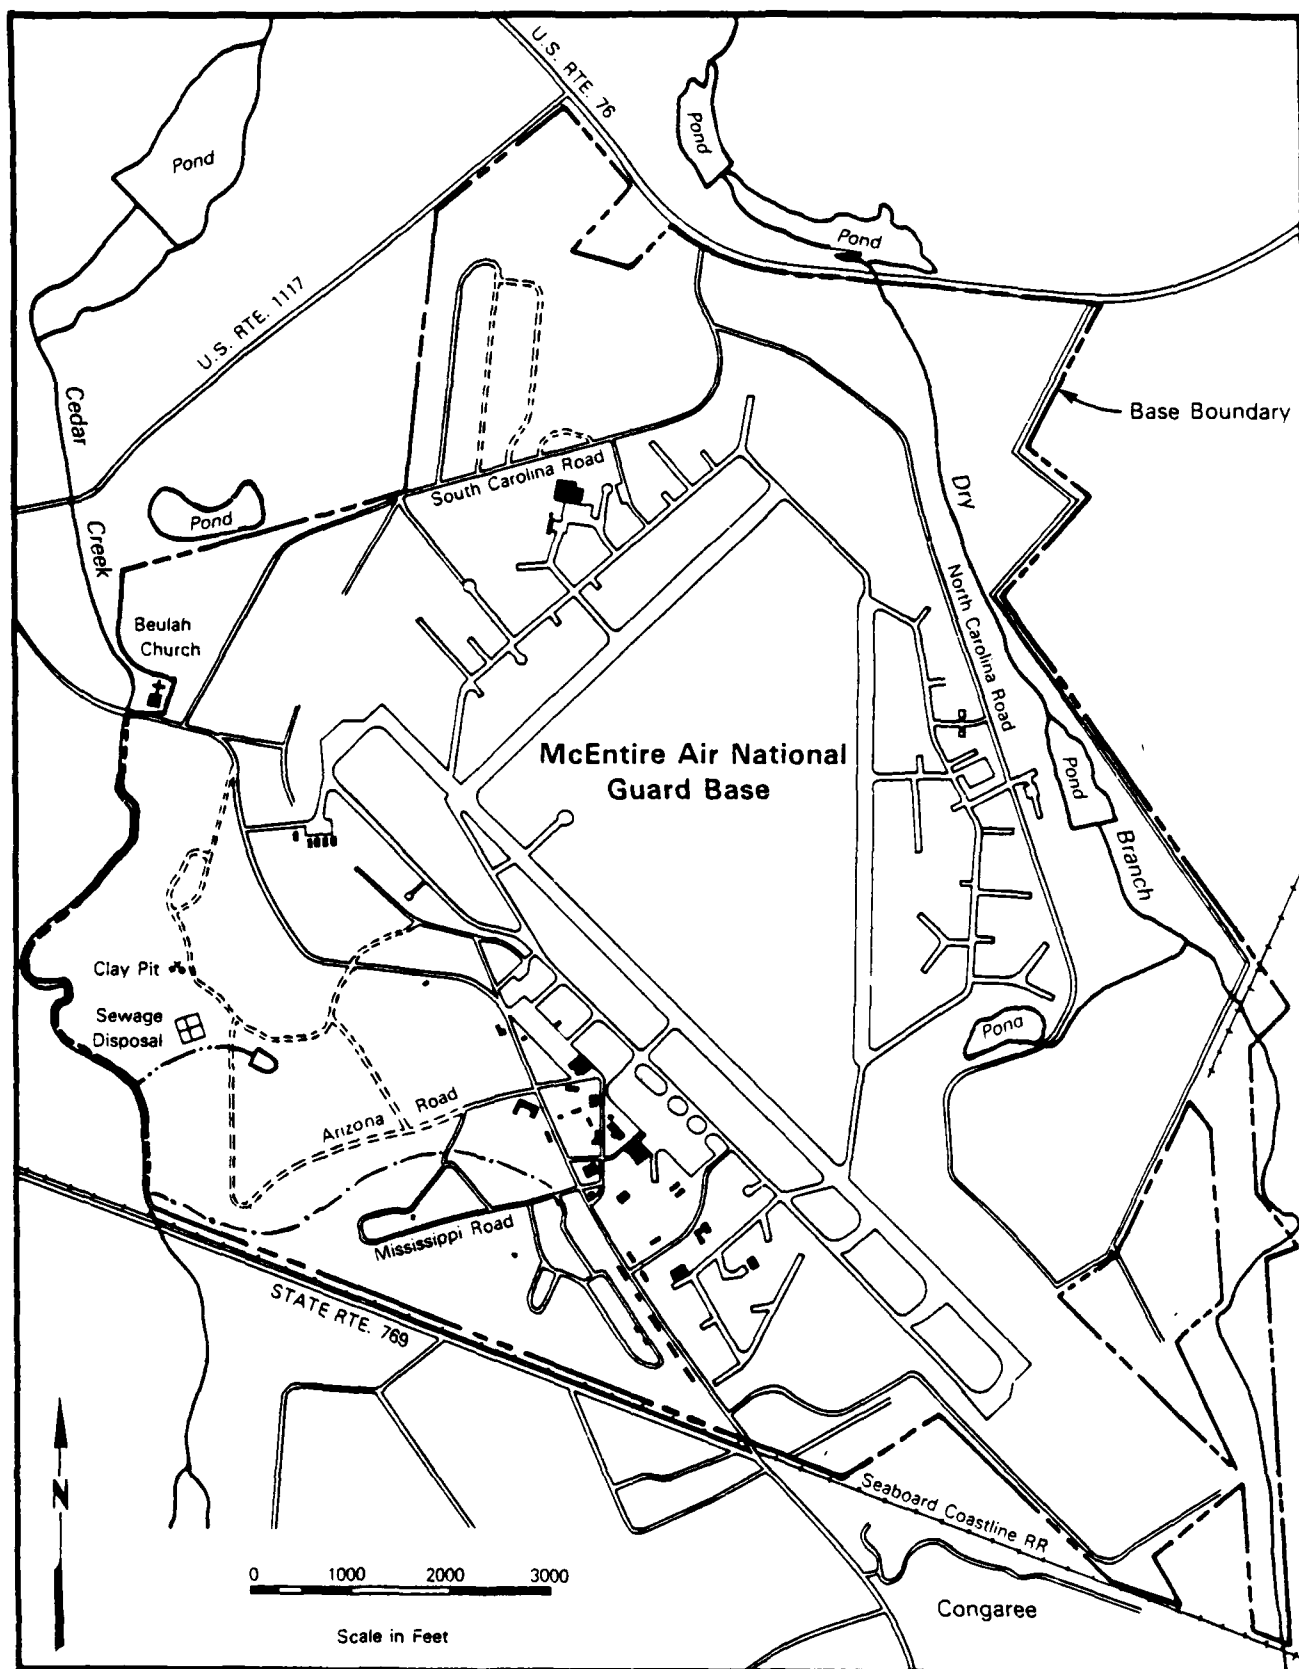 U.S. RTE. 76
Pond
Pond
Pond
U.S. RTE. 1117
Base Boundary
Cedar
Creek
South Carolina Road
Dry
Pond
North Carolina Road
Beulah
Church
McEntire Air National
Guard Base
Pond
Branch
Clay Pit
Sewage
Disposal
Pond
Arizona Road
Mississippi Road
STATE RTE. 769
Seaboard Coastline RR
N
0 1000 2000 3000
Scale in Feet
Congaree